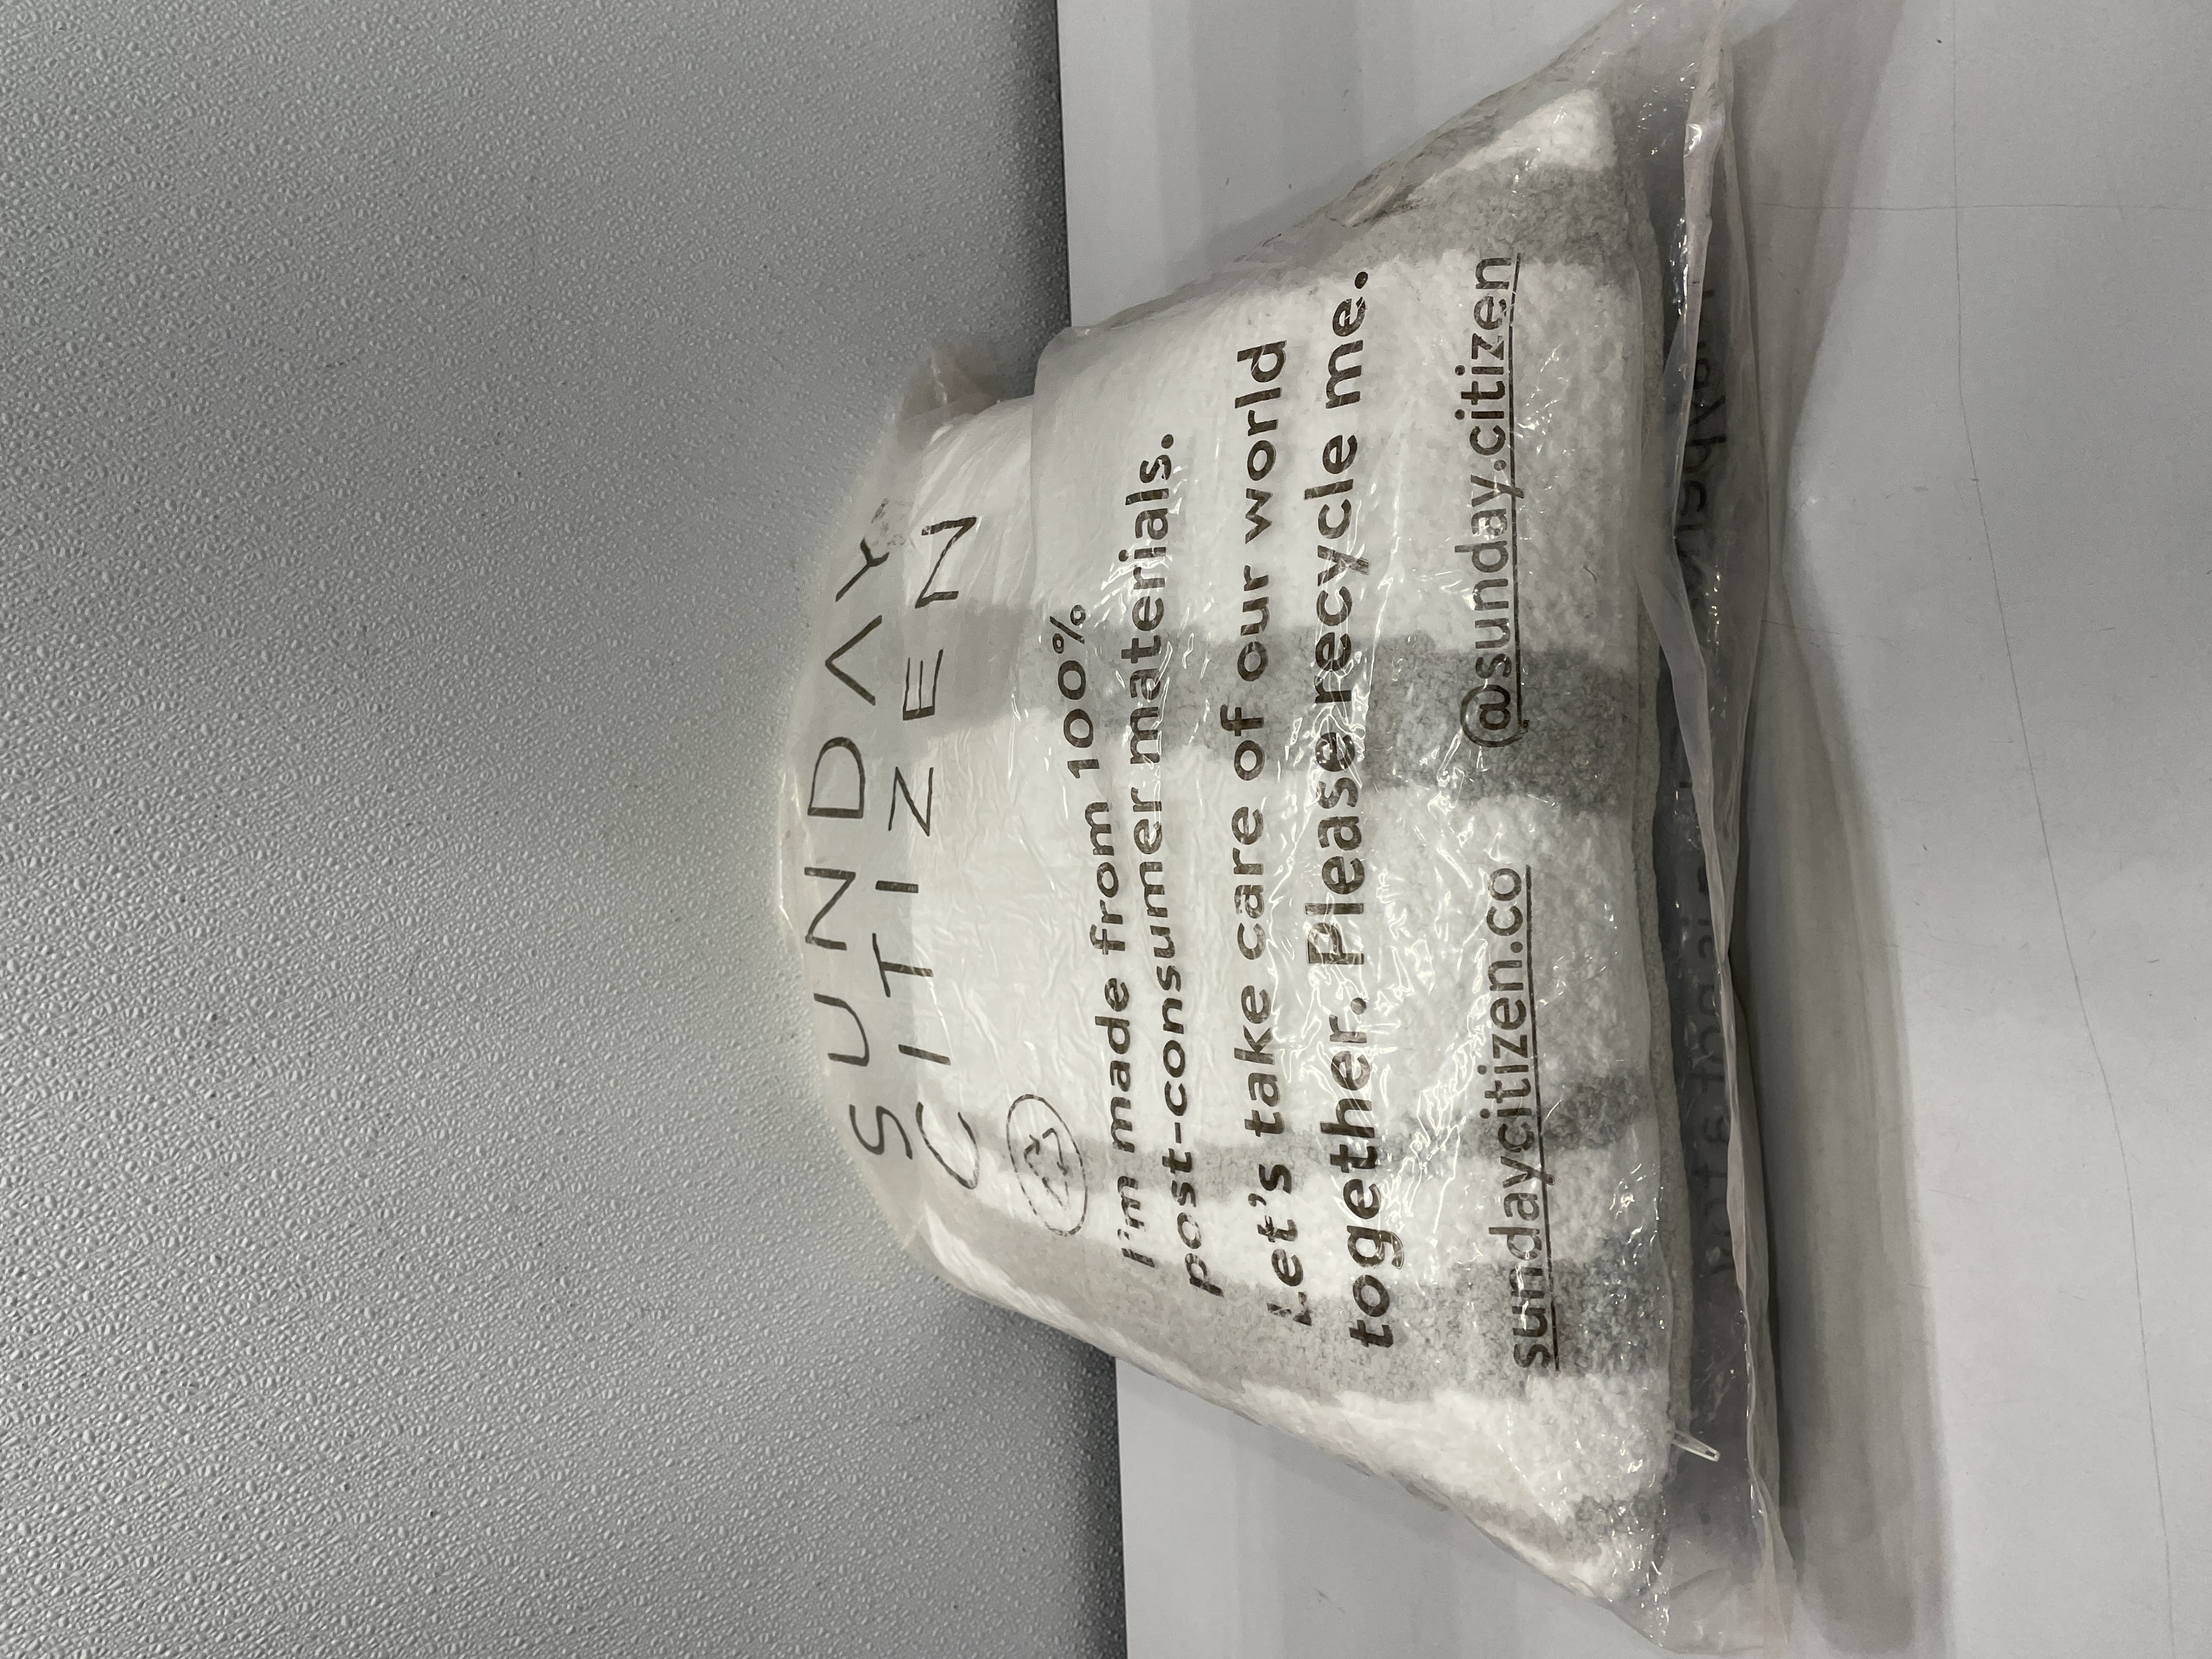 SUNDAY
CITIZEN
I'm made from 100%
post-consumer materials.
Let's take care of our world
together. Please recycle me.
sundaycitizen.co @sunday.citizen